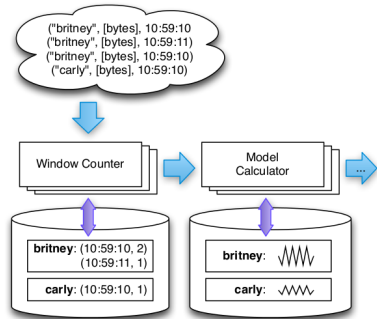 ("britney", [bytes], 10:59:10
("britney", [bytes], 10:59:11)
("britney", [bytes], 10:59:10)
("carly", [bytes], 10:59:10)
Window Counter
Model
Calculator
...
britney: (10:59:10, 2)
(10:59:11, 1)
carly: (10:59:10, 1)
britney:
carly: